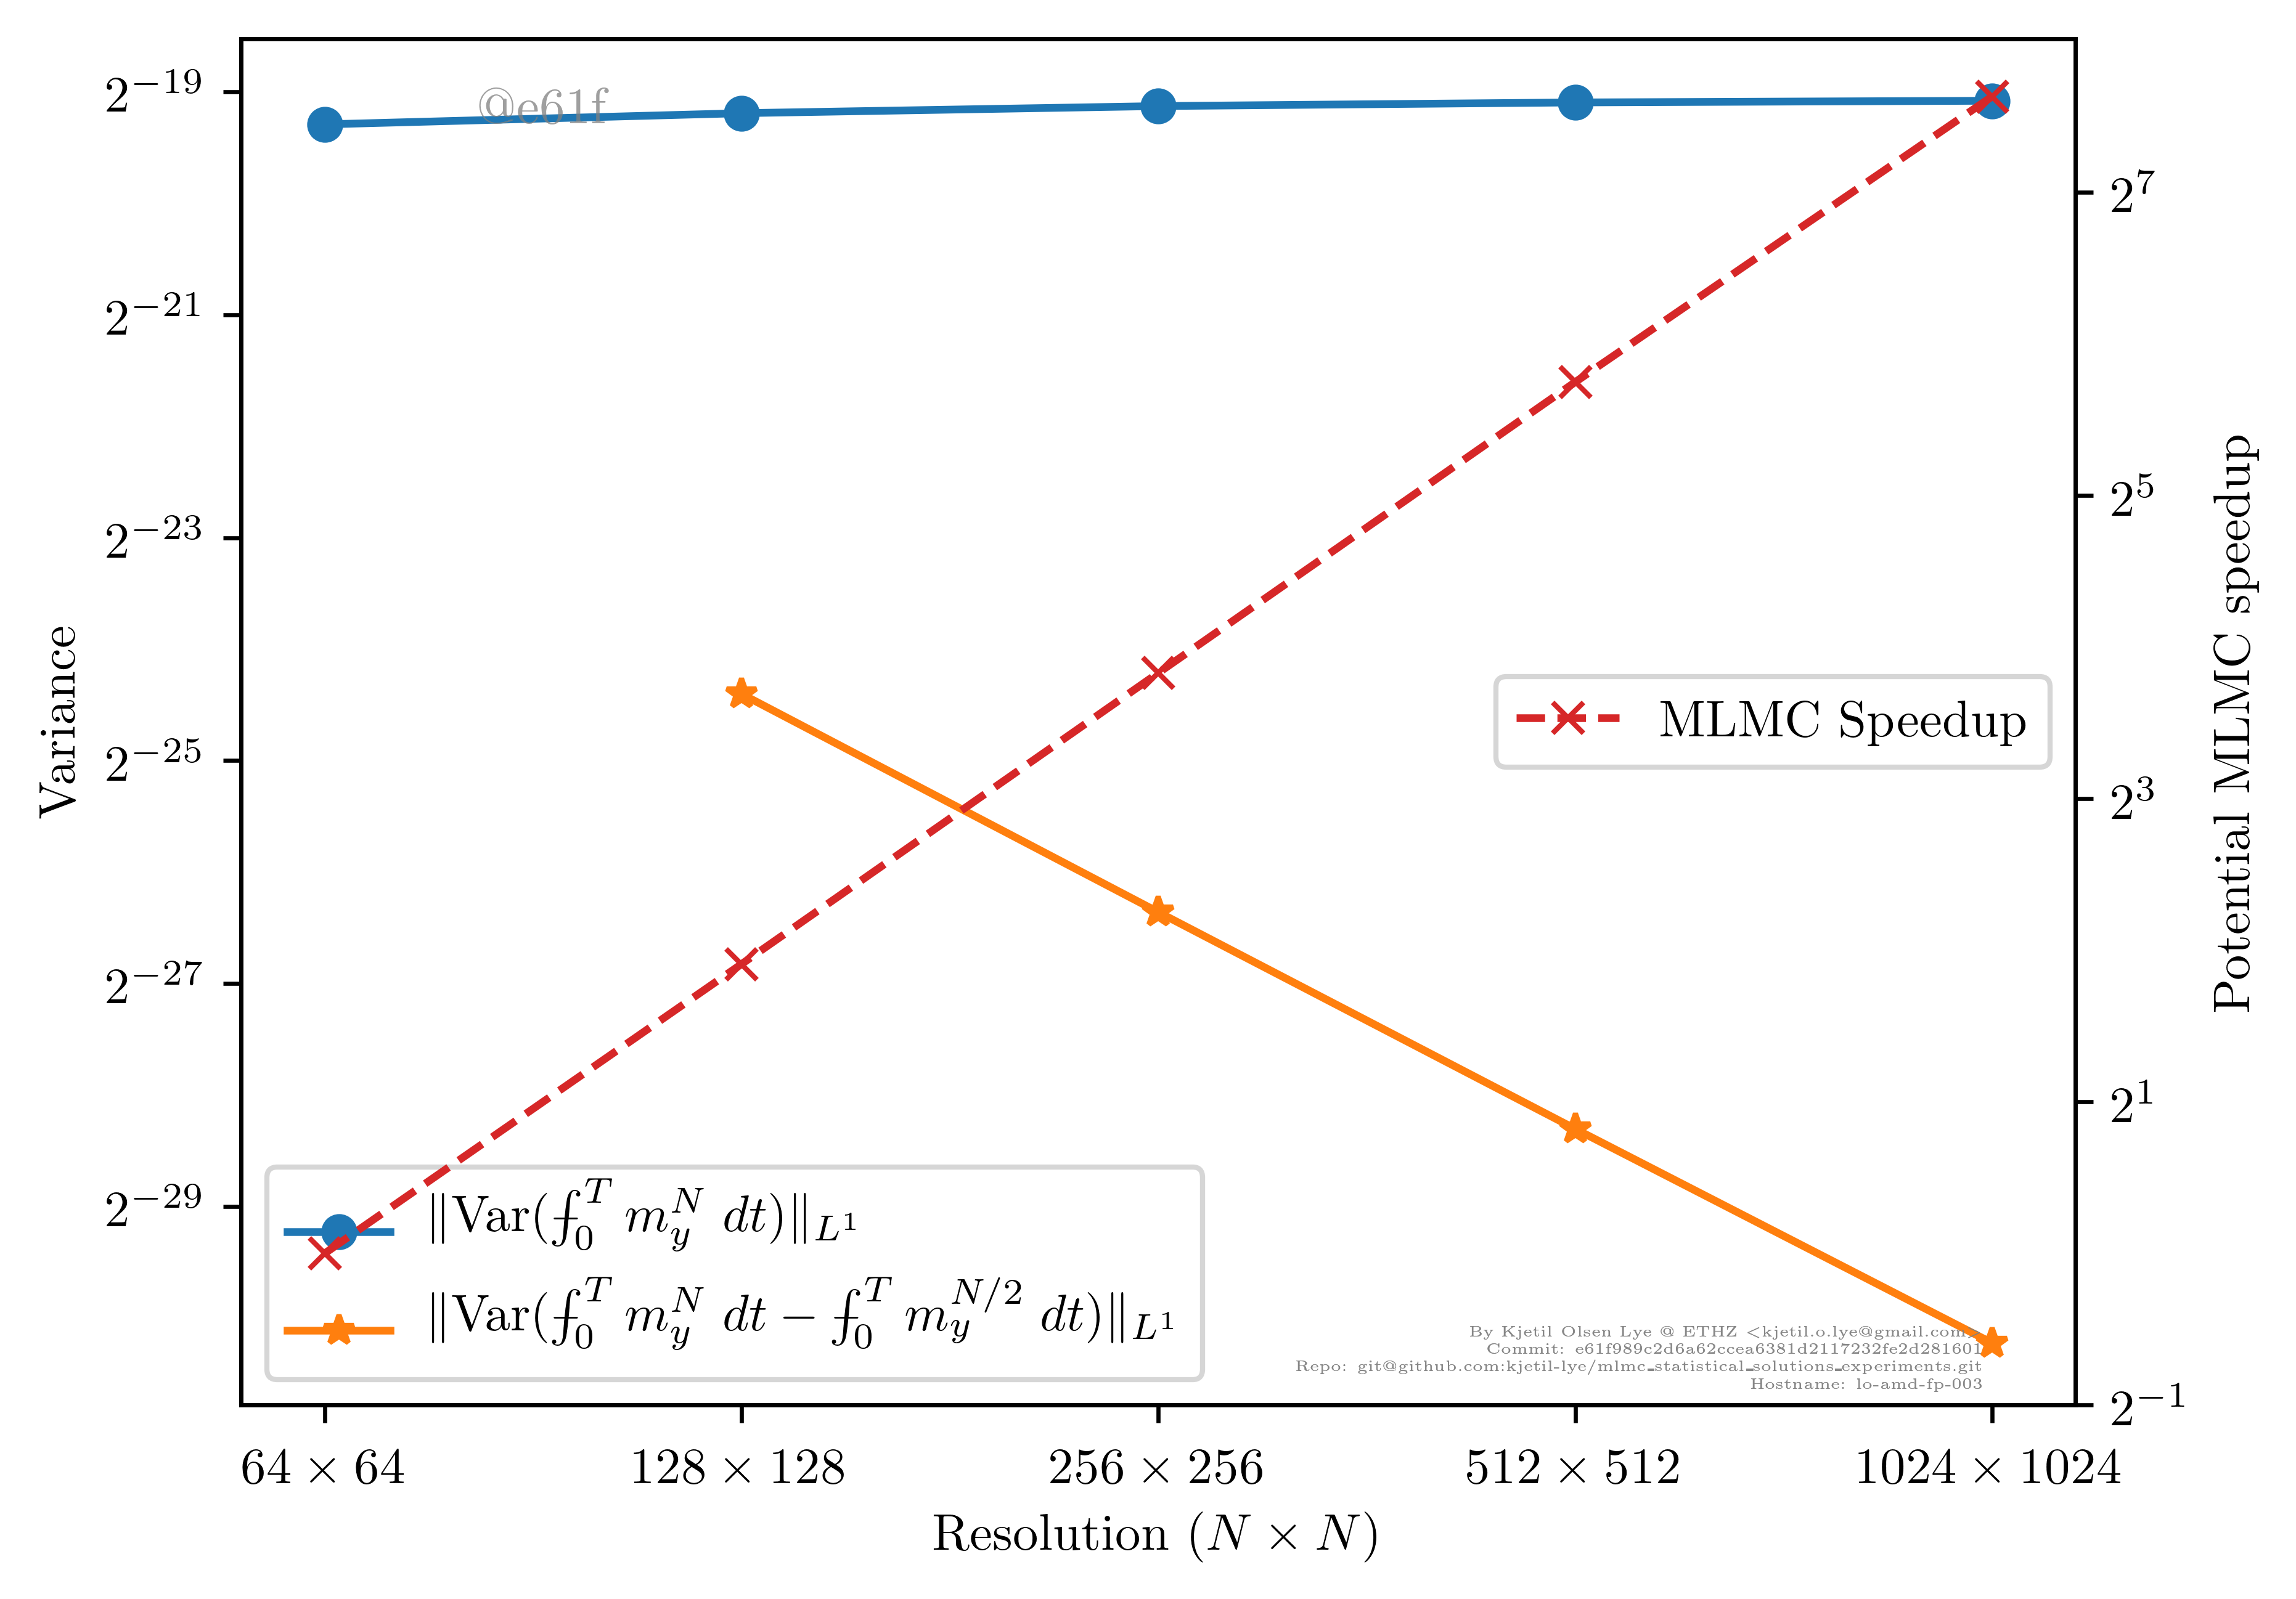 @e61f
2^{-19}
2^{-21}
2^{-23}
2^{-25}
2^{-27}
2^{-29}
Variance
2^7
2^5
2^3
2^1
2^{-1}
Potential MLMC speedup
MLMC Speedup
‖Var(⨍_0^T m_y^N dt)‖_{L^1}
‖Var(⨍_0^T m_y^N dt − ⨍_0^T m_y^{N/2} dt)‖_{L^1}
By Kjetil Olsen Lye @ ETHZ <kjetil.o.lye@gmail.com>
Commit: e61f989c2d6a62ccea6381d2117232fe2d281601
Repo: git@github.com:kjetil-lye/mlmc_statistical_solutions_experiments.git
Hostname: lo-amd-fp-003
64 × 64
128 × 128
256 × 256
512 × 512
1024 × 1024
Resolution (N × N)